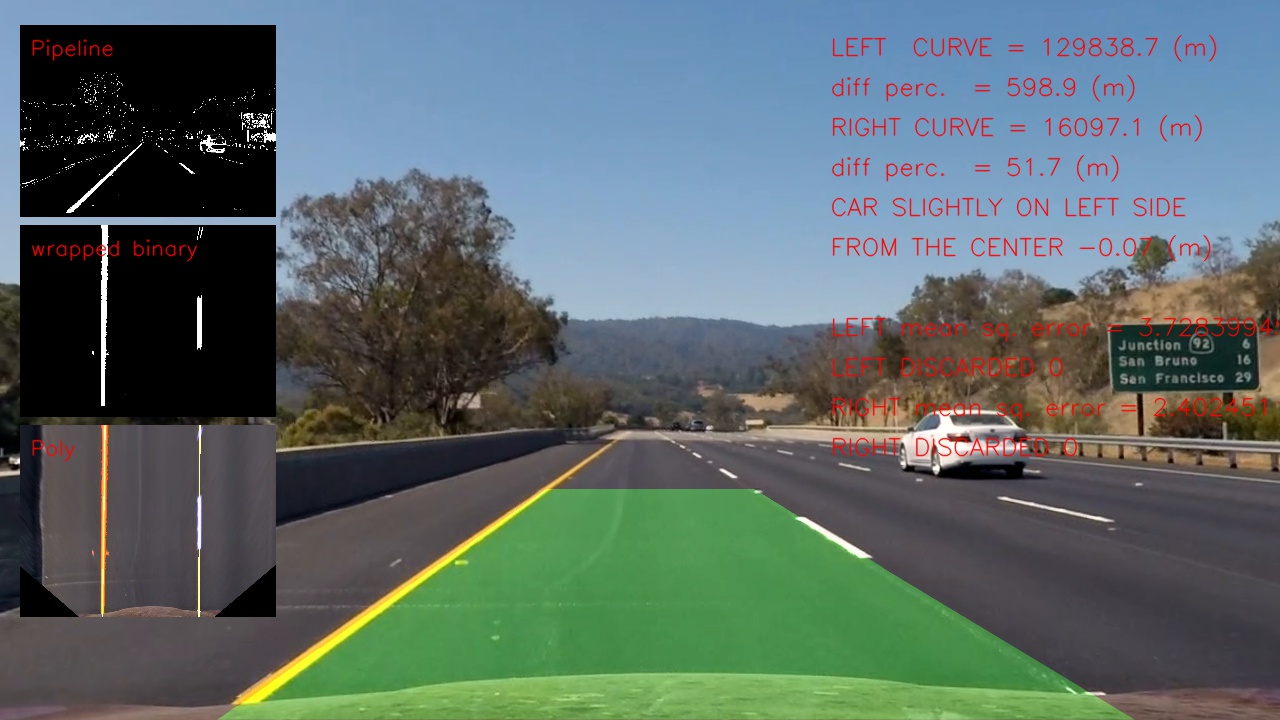 Pipeline
wrapped binary
Poly
LEFT CURVE = 129838.7 (m)
diff perc. = 598.9 (m)
RIGHT CURVE = 16097.1 (m)
diff perc. = 51.7 (m)
CAR SLIGHTLY ON LEFT SIDE
FROM THE CENTER -0.07 (m)
LEFT mean sq. error = 3.7283994
LEFT DISCARDED 0
RIGHT mean sq. error = 2.402451
RIGHT DISCARDED 0
Junction 92 6
San Bruno 16
San Francisco 29